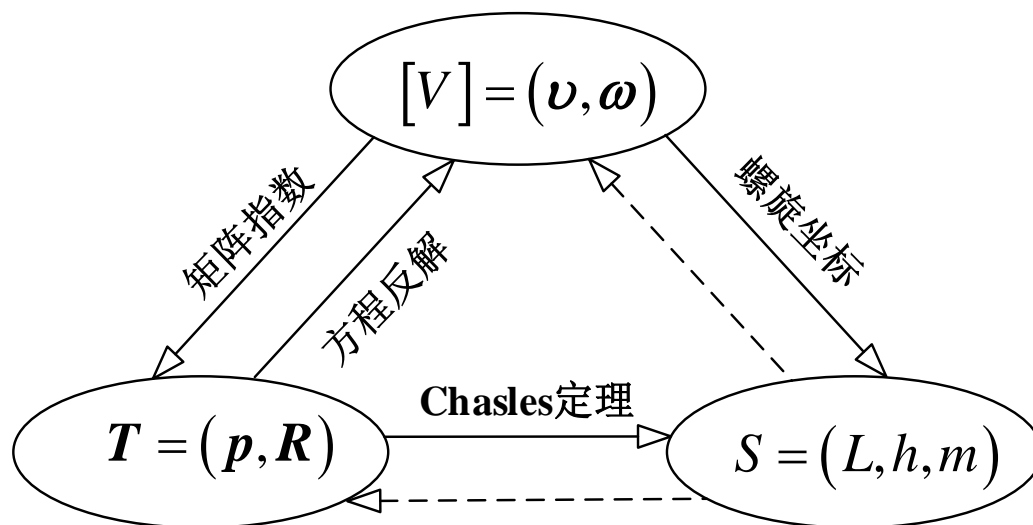 [V] = (υ, ω)
矩阵指数
方程反解
螺旋坐标
Chasles定理
T = (p, R)
S = (L, h, m)